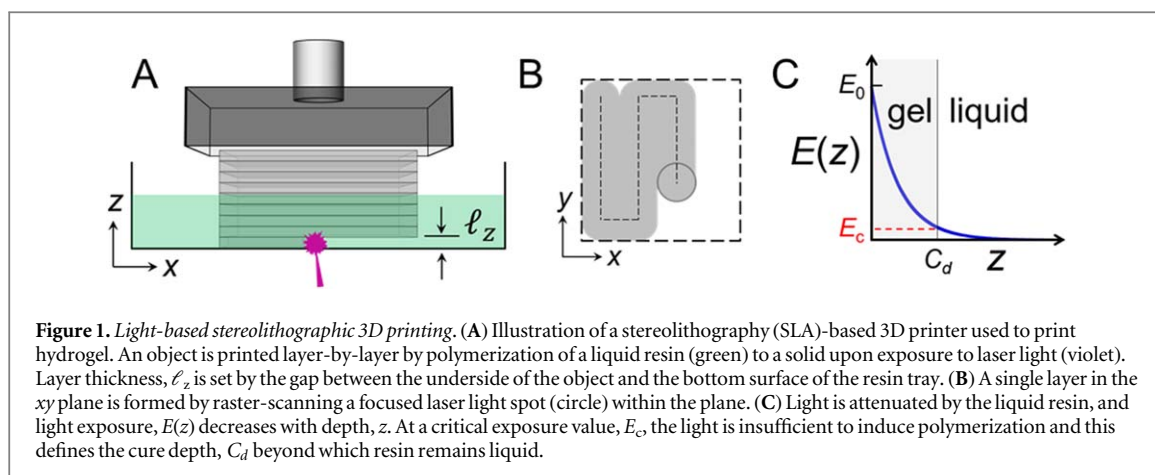 A
z
x
ℓz
B
y
x
C
E0
gel liquid
E(z)
Ec
Cd
z
Figure 1. Light-based stereolithographic 3D printing. (A) Illustration of a stereolithography (SLA)-based 3D printer used to print
hydrogel. An object is printed layer-by-layer by polymerization of a liquid resin (green) to a solid upon exposure to laser light (violet).
Layer thickness, ℓz is set by the gap between the underside of the object and the bottom surface of the resin tray. (B) A single layer in the
xy plane is formed by raster-scanning a focused laser light spot (circle) within the plane. (C) Light is attenuated by the liquid resin, and
light exposure, E(z) decreases with depth, z. At a critical exposure value, Ec, the light is insufficient to induce polymerization and this
defines the cure depth, Cd beyond which resin remains liquid.